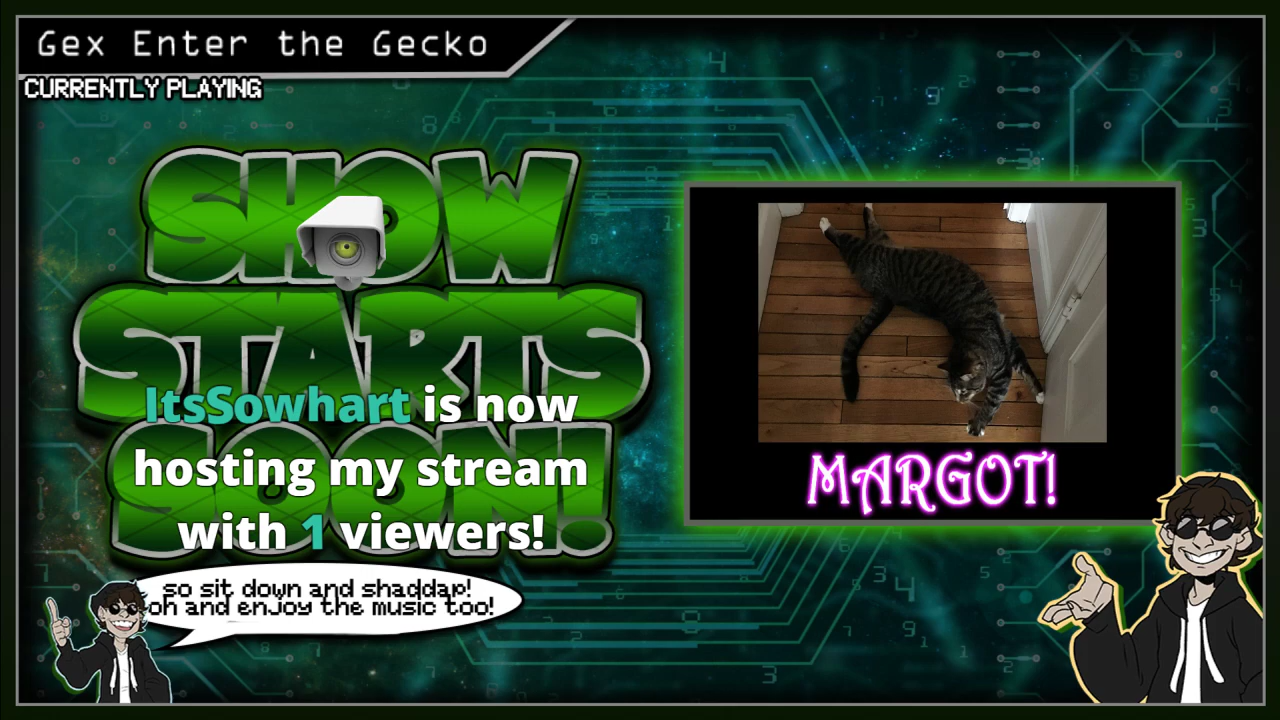 Gex Enter the Gecko
CURRENTLY PLAYING
SHOW
STARTS
SOON!
ItsSowhart is now
hosting my stream
with 1 viewers!
MARGOT!
so sit down and shaddap!
oh and enjoy the music too!